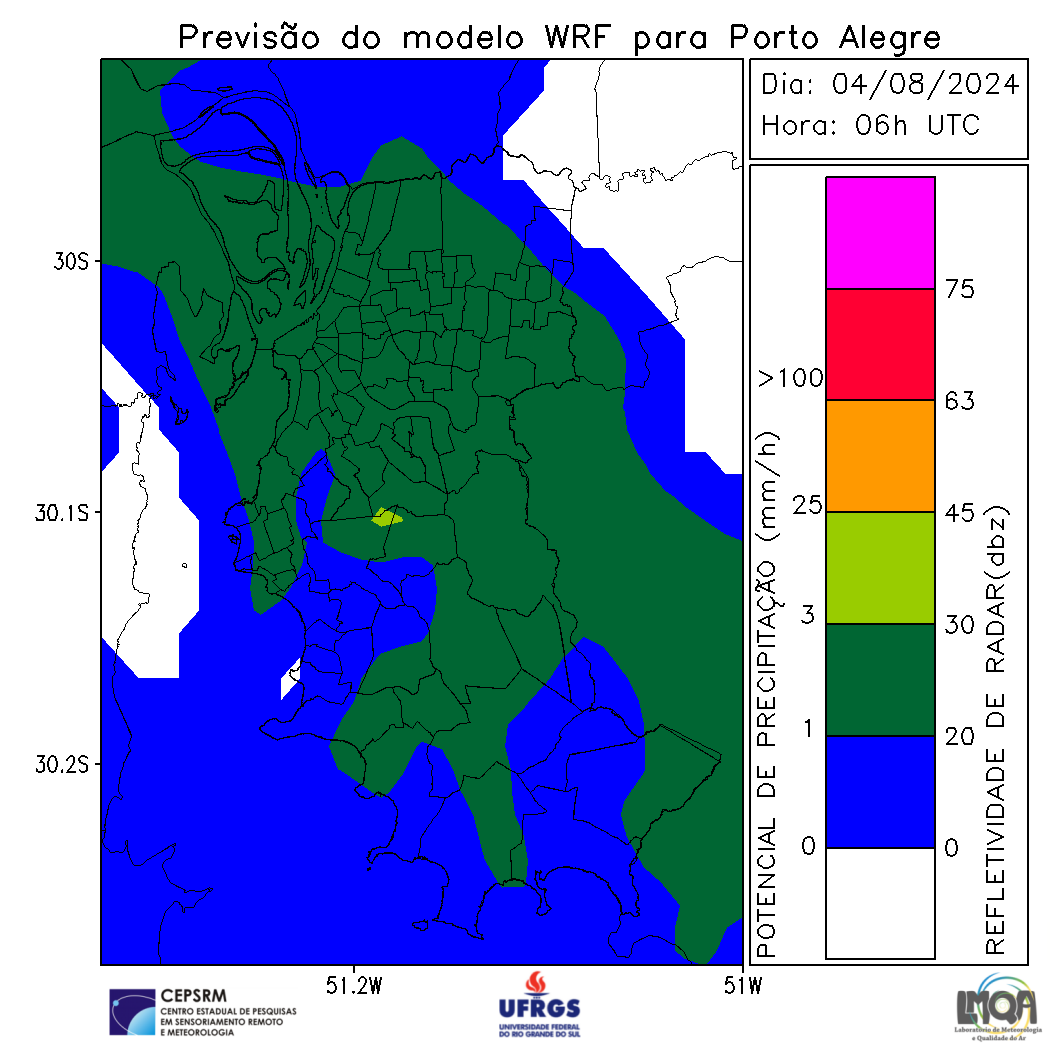 Previsão do modelo WRF para Porto Alegre
Dia: 04/08/2024
Hora: 06h UTC
30S
30.1S
30.2S
51.2W
51W
POTENCIAL DE PRECIPITAÇÃO (mm/h)
>100
25
3
1
0
75
63
45
30
20
0
REFLETIVIDADE DE RADAR(dbz)
CEPSRM
CENTRO ESTADUAL DE PESQUISAS
EM SENSORIAMENTO REMOTO
E METEOROLOGIA
UFRGS
UNIVERSIDADE FEDERAL
DO RIO GRANDE DO SUL
LMQA
Laboratório de Meteorologia
e Qualidade do Ar